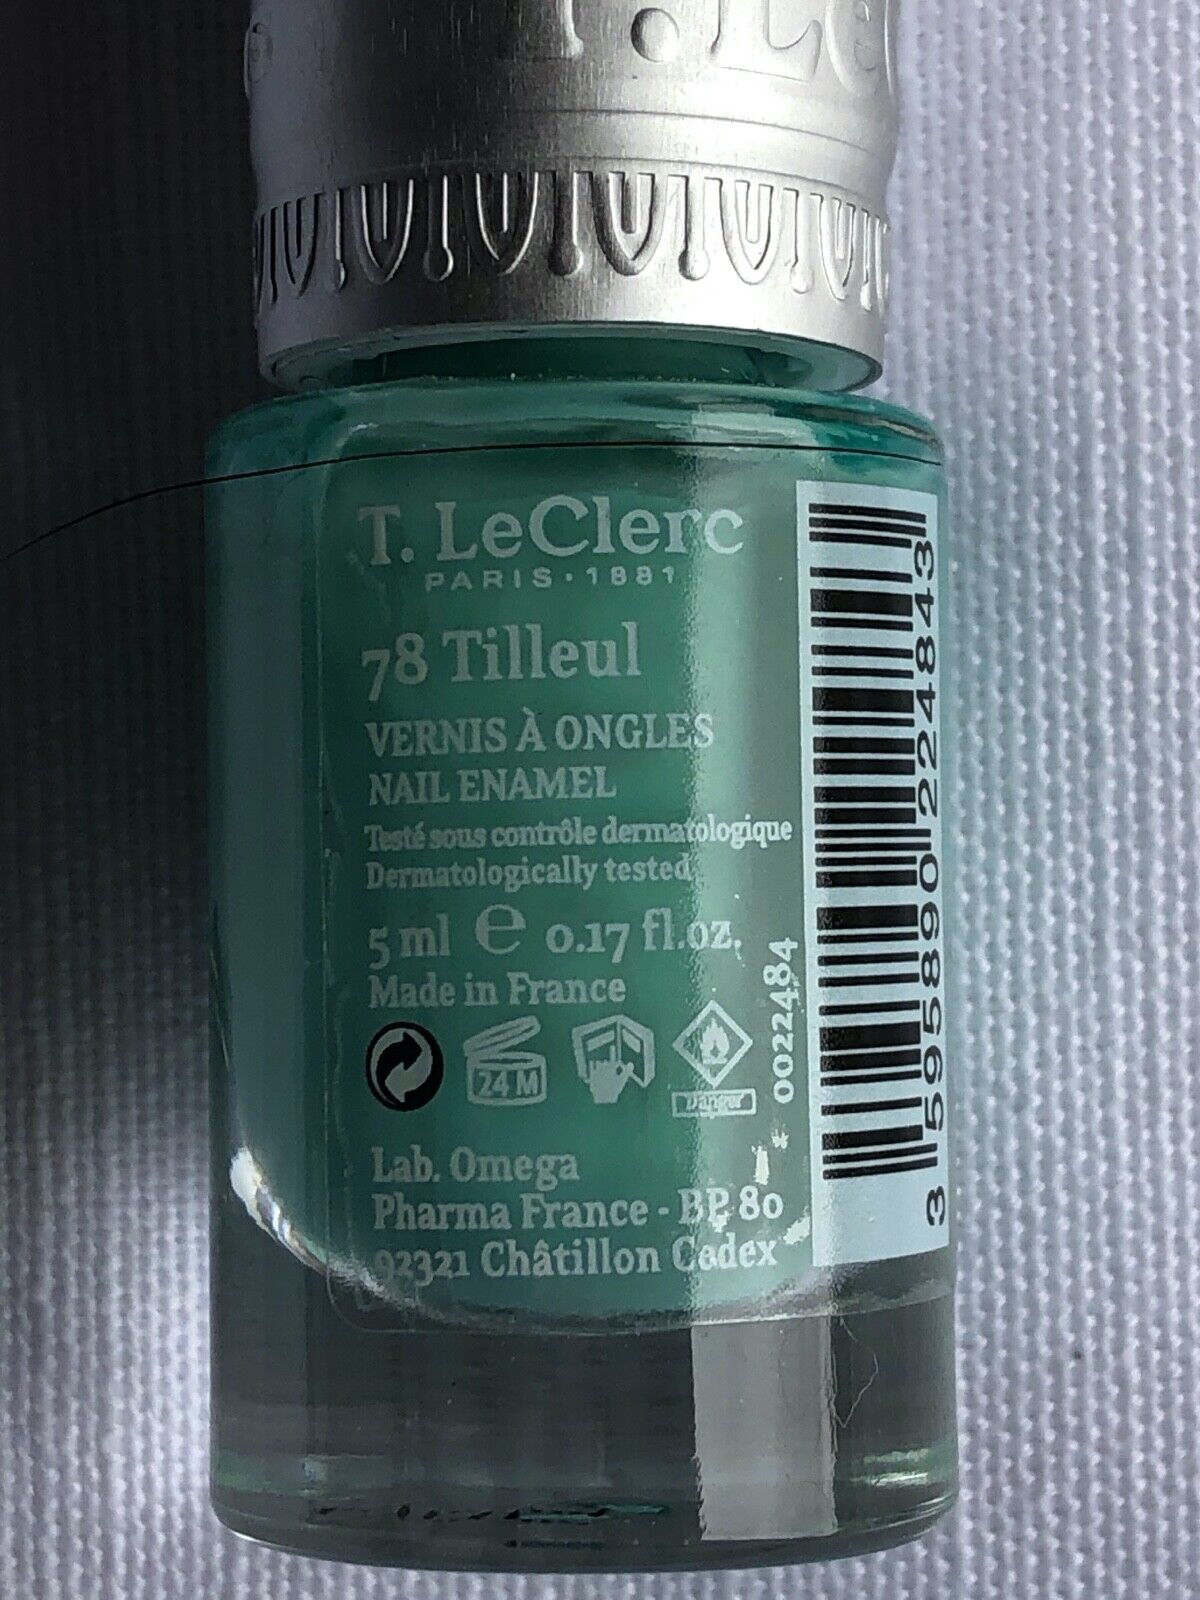 T. Le
T. LeClerc
PARIS · 1881
78 Tilleul
VERNIS À ONGLES
NAIL ENAMEL
Testé sous contrôle dermatologique
Dermatologically tested
5 ml e 0.17 fl.oz.
Made in France
24 M
Danger
Lab. Omega
Pharma France - BP 80
92321 Châtillon Cedex
0022484
3 595890 224843